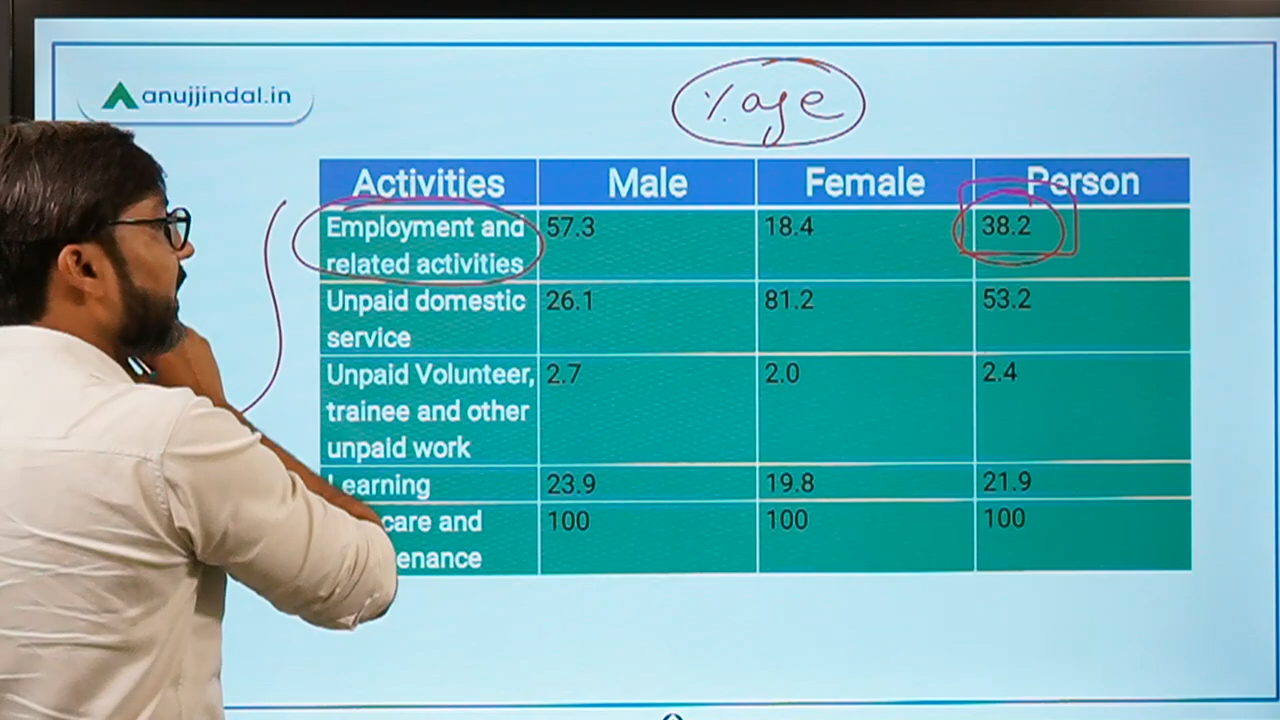 anujjindal.in
%age
Activities Male Female Person
Employment and related activities 57.3 18.4 38.2
Unpaid domestic service 26.1 81.2 53.2
Unpaid Volunteer, trainee and other unpaid work 2.7 2.0 2.4
Learning 23.9 19.8 21.9
care and enance 100 100 100